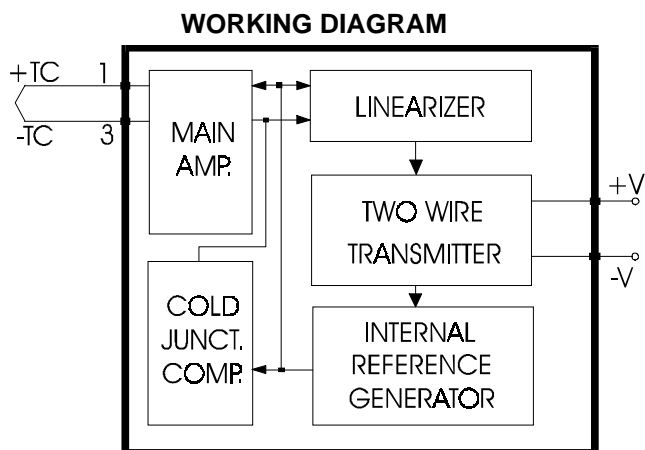 WORKING DIAGRAM
+TC 1
-TC 3
MAIN
AMP.
LINEARIZER
TWO WIRE
TRANSMITTER
+V
-V
COLD
JUNCT.
COMP.
INTERNAL
REFERENCE
GENERATOR